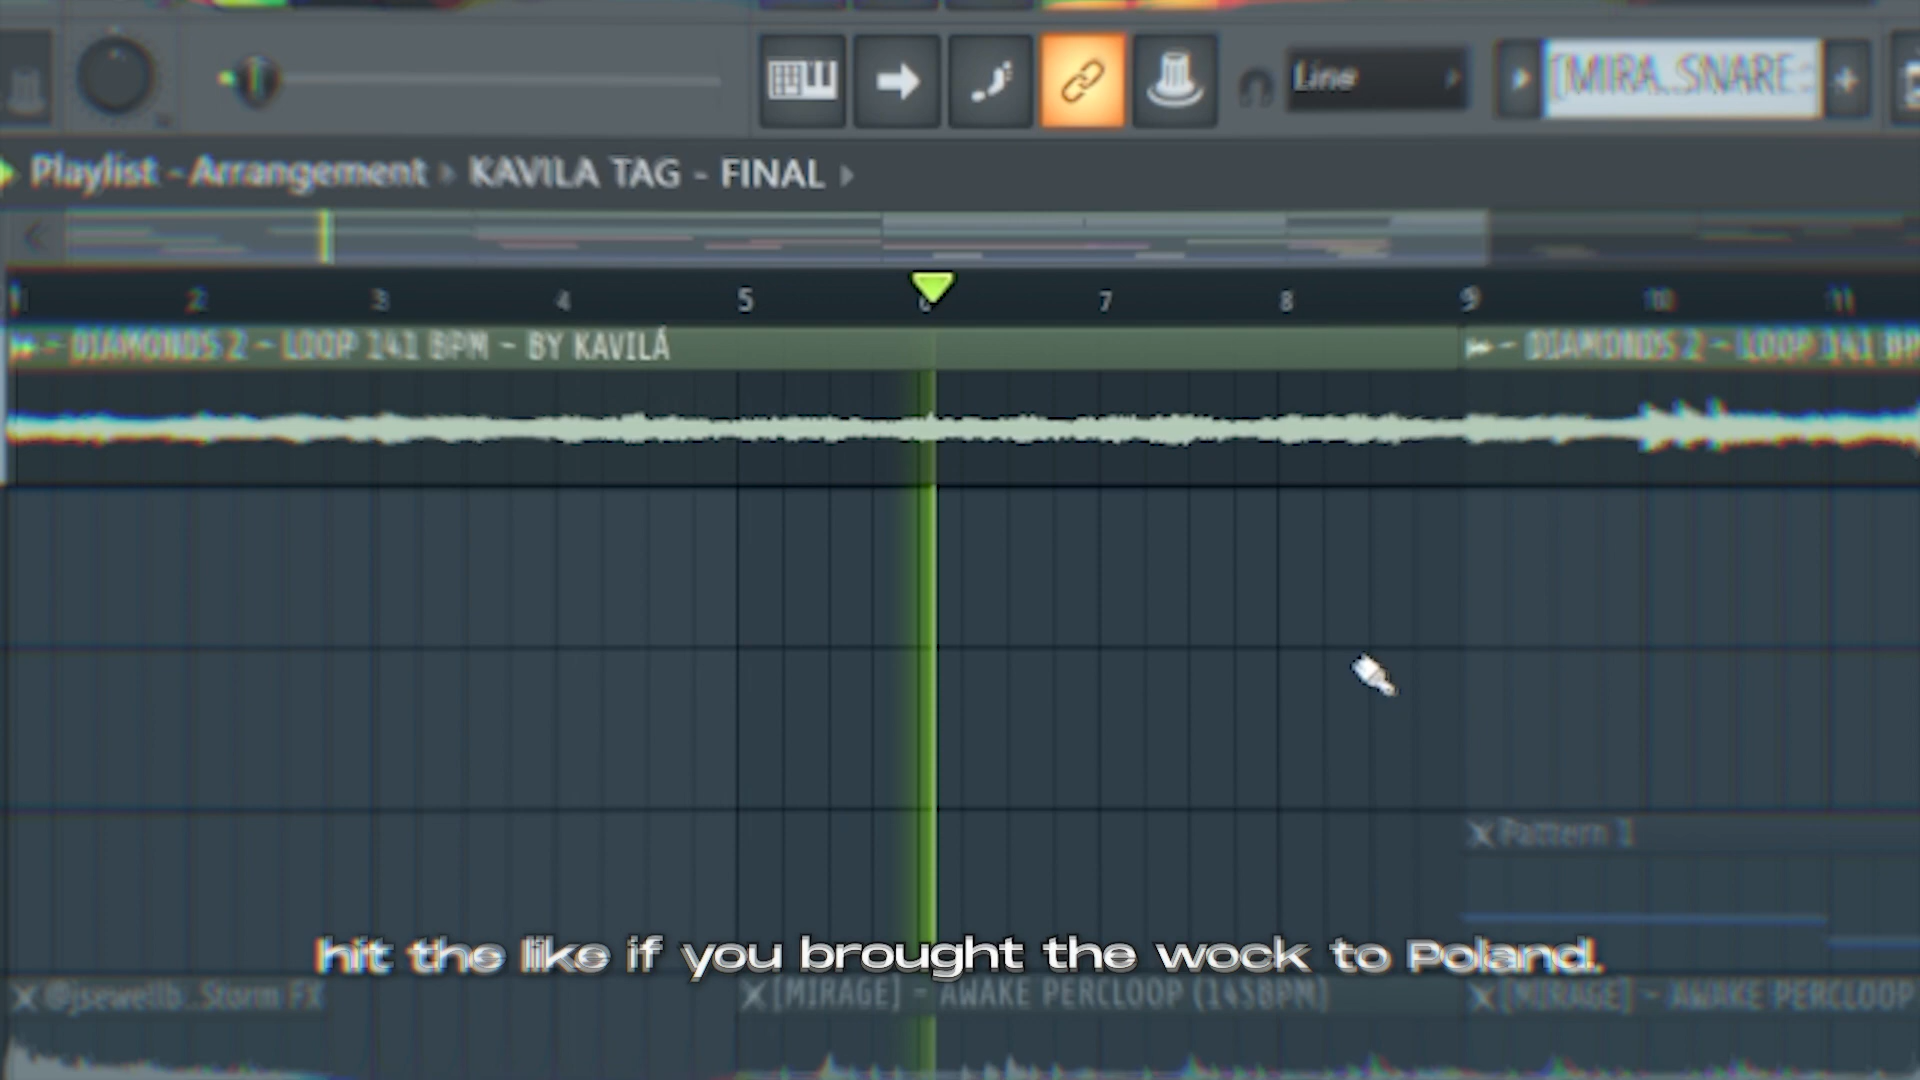 Line
[MIRA..SNARE
Playlist - Arrangement › KAVILA TAG - FINAL ›
1 2 3 4 5 6 7 8 9 10 11
- DIAMONDS 2 - LOOP 141 BPM - BY KAVILÁ
- DIAMONDS 2 - LOOP 141 BP
Pattern 1
hit the like if you brought the wock to Poland.
@jsewellb..Storm FX
[MIRAGE] - AWAKE PERCLOOP (145BPM)
[MIRAGE] - AWAKE PERCLOOP